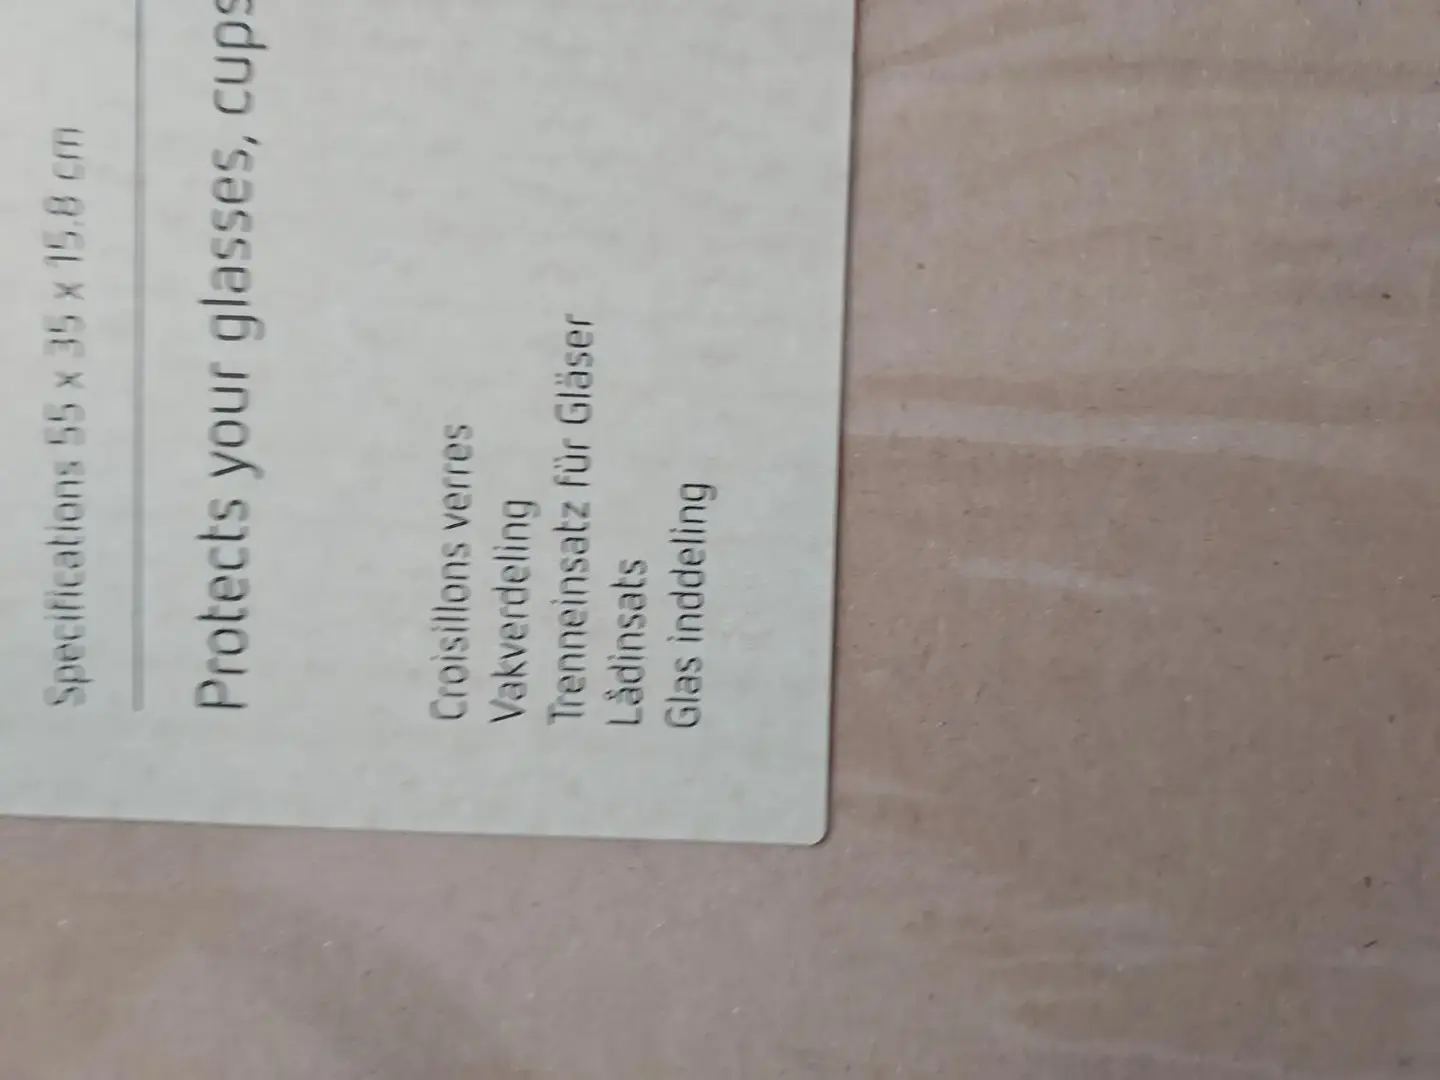 Specifications 55 x 35 x 15.8 cm
Protects your glasses, cups
Croisillons verres
Vakverdeling
Trenneinsatz für Gläser
Lådinsats
Glas inddeling